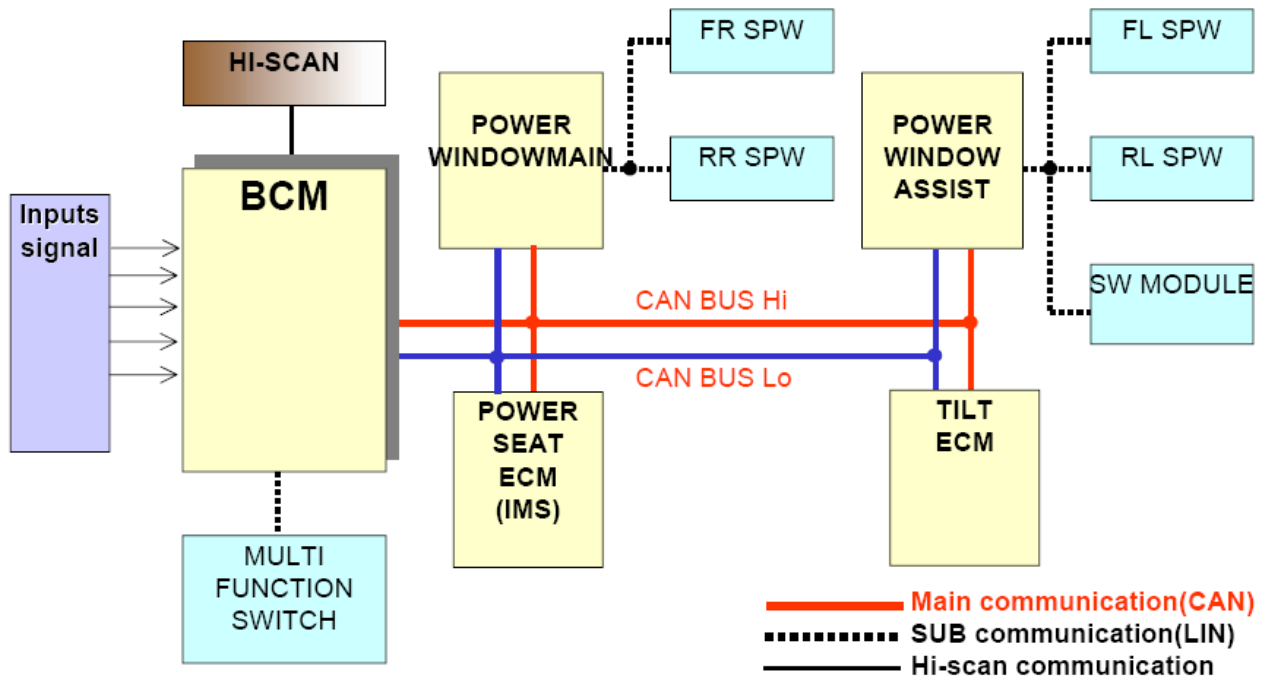 HI-SCAN
BCM
Inputs
signal
MULTI
FUNCTION
SWITCH
POWER
WINDOWMAIN
FR SPW
RR SPW
POWER
WINDOW
ASSIST
FL SPW
RL SPW
SW MODULE
CAN BUS Hi
CAN BUS Lo
POWER
SEAT
ECM
(IMS)
TILT
ECM
Main communication(CAN)
SUB communication(LIN)
Hi-scan communication